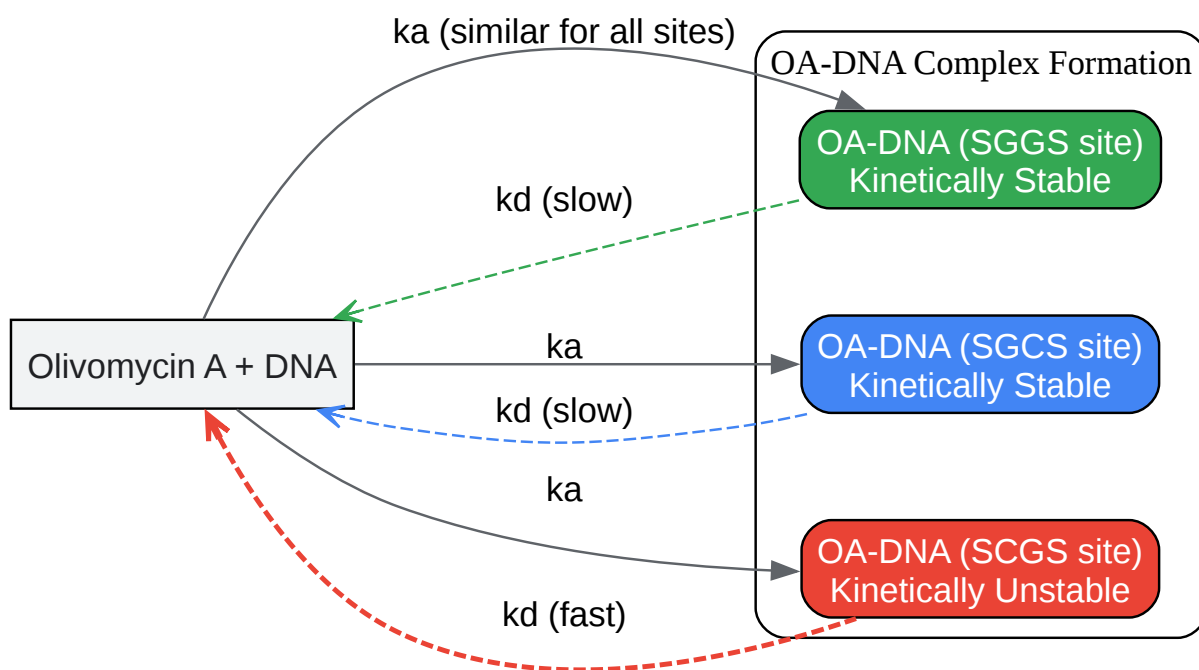 ka (similar for all sites)
OA-DNA Complex Formation
OA-DNA (SGGS site)
Kinetically Stable
kd (slow)
Olivomycin A + DNA
ka
OA-DNA (SGCS site)
Kinetically Stable
kd (slow)
ka
OA-DNA (SCGS site)
Kinetically Unstable
kd (fast)